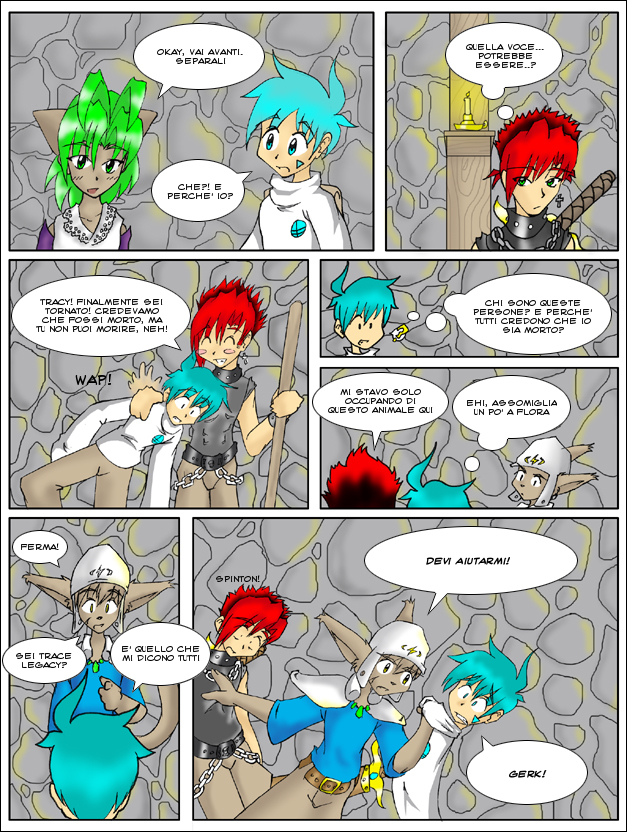 OKAY, VAI AVANTI.
SEPARALI
CHE?! E
PERCHE' IO?
QUELLA VOCE...
POTREBBE
ESSERE..?
TRACY! FINALMENTE SEI
TORNATO! CREDEVAMO
CHE FOSSI MORTO, MA
TU NON PUOI MORIRE, NEH!
WAP!
CHI SONO QUESTE
PERSONE? E PERCHE'
TUTTI CREDONO CHE IO
SIA MORTO?
MI STAVO SOLO
OCCUPANDO DI
QUESTO ANIMALE QUI
EHI, ASSOMIGLIA
UN PO' A FLORA
FERMA!
SEI TRACE
LEGACY?
E' QUELLO CHE
MI DICONO TUTTI
SPINTON!
DEVI AIUTARMI!
GERK!